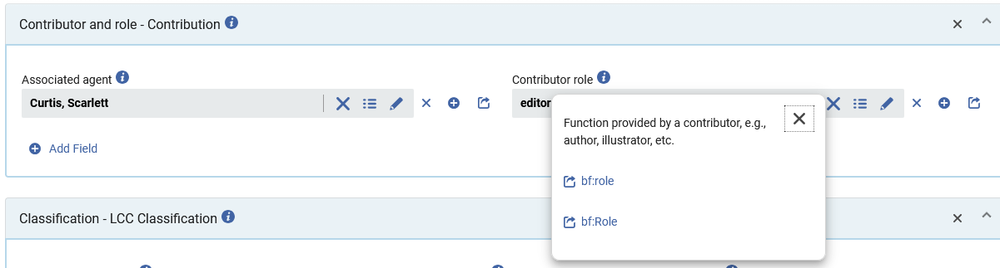 Contributor and role - Contribution
Associated agent
Contributor role
Curtis, Scarlett
editor
Function provided by a contributor, e.g.,
author, illustrator, etc.
Add Field
bf:role
bf:Role
Classification - LCC Classification